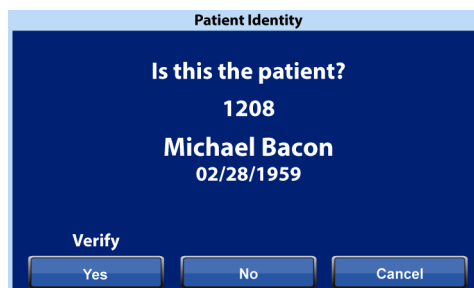 Patient Identity
Is this the patient?
1208
Michael Bacon
02/28/1959
Verify
Yes No Cancel